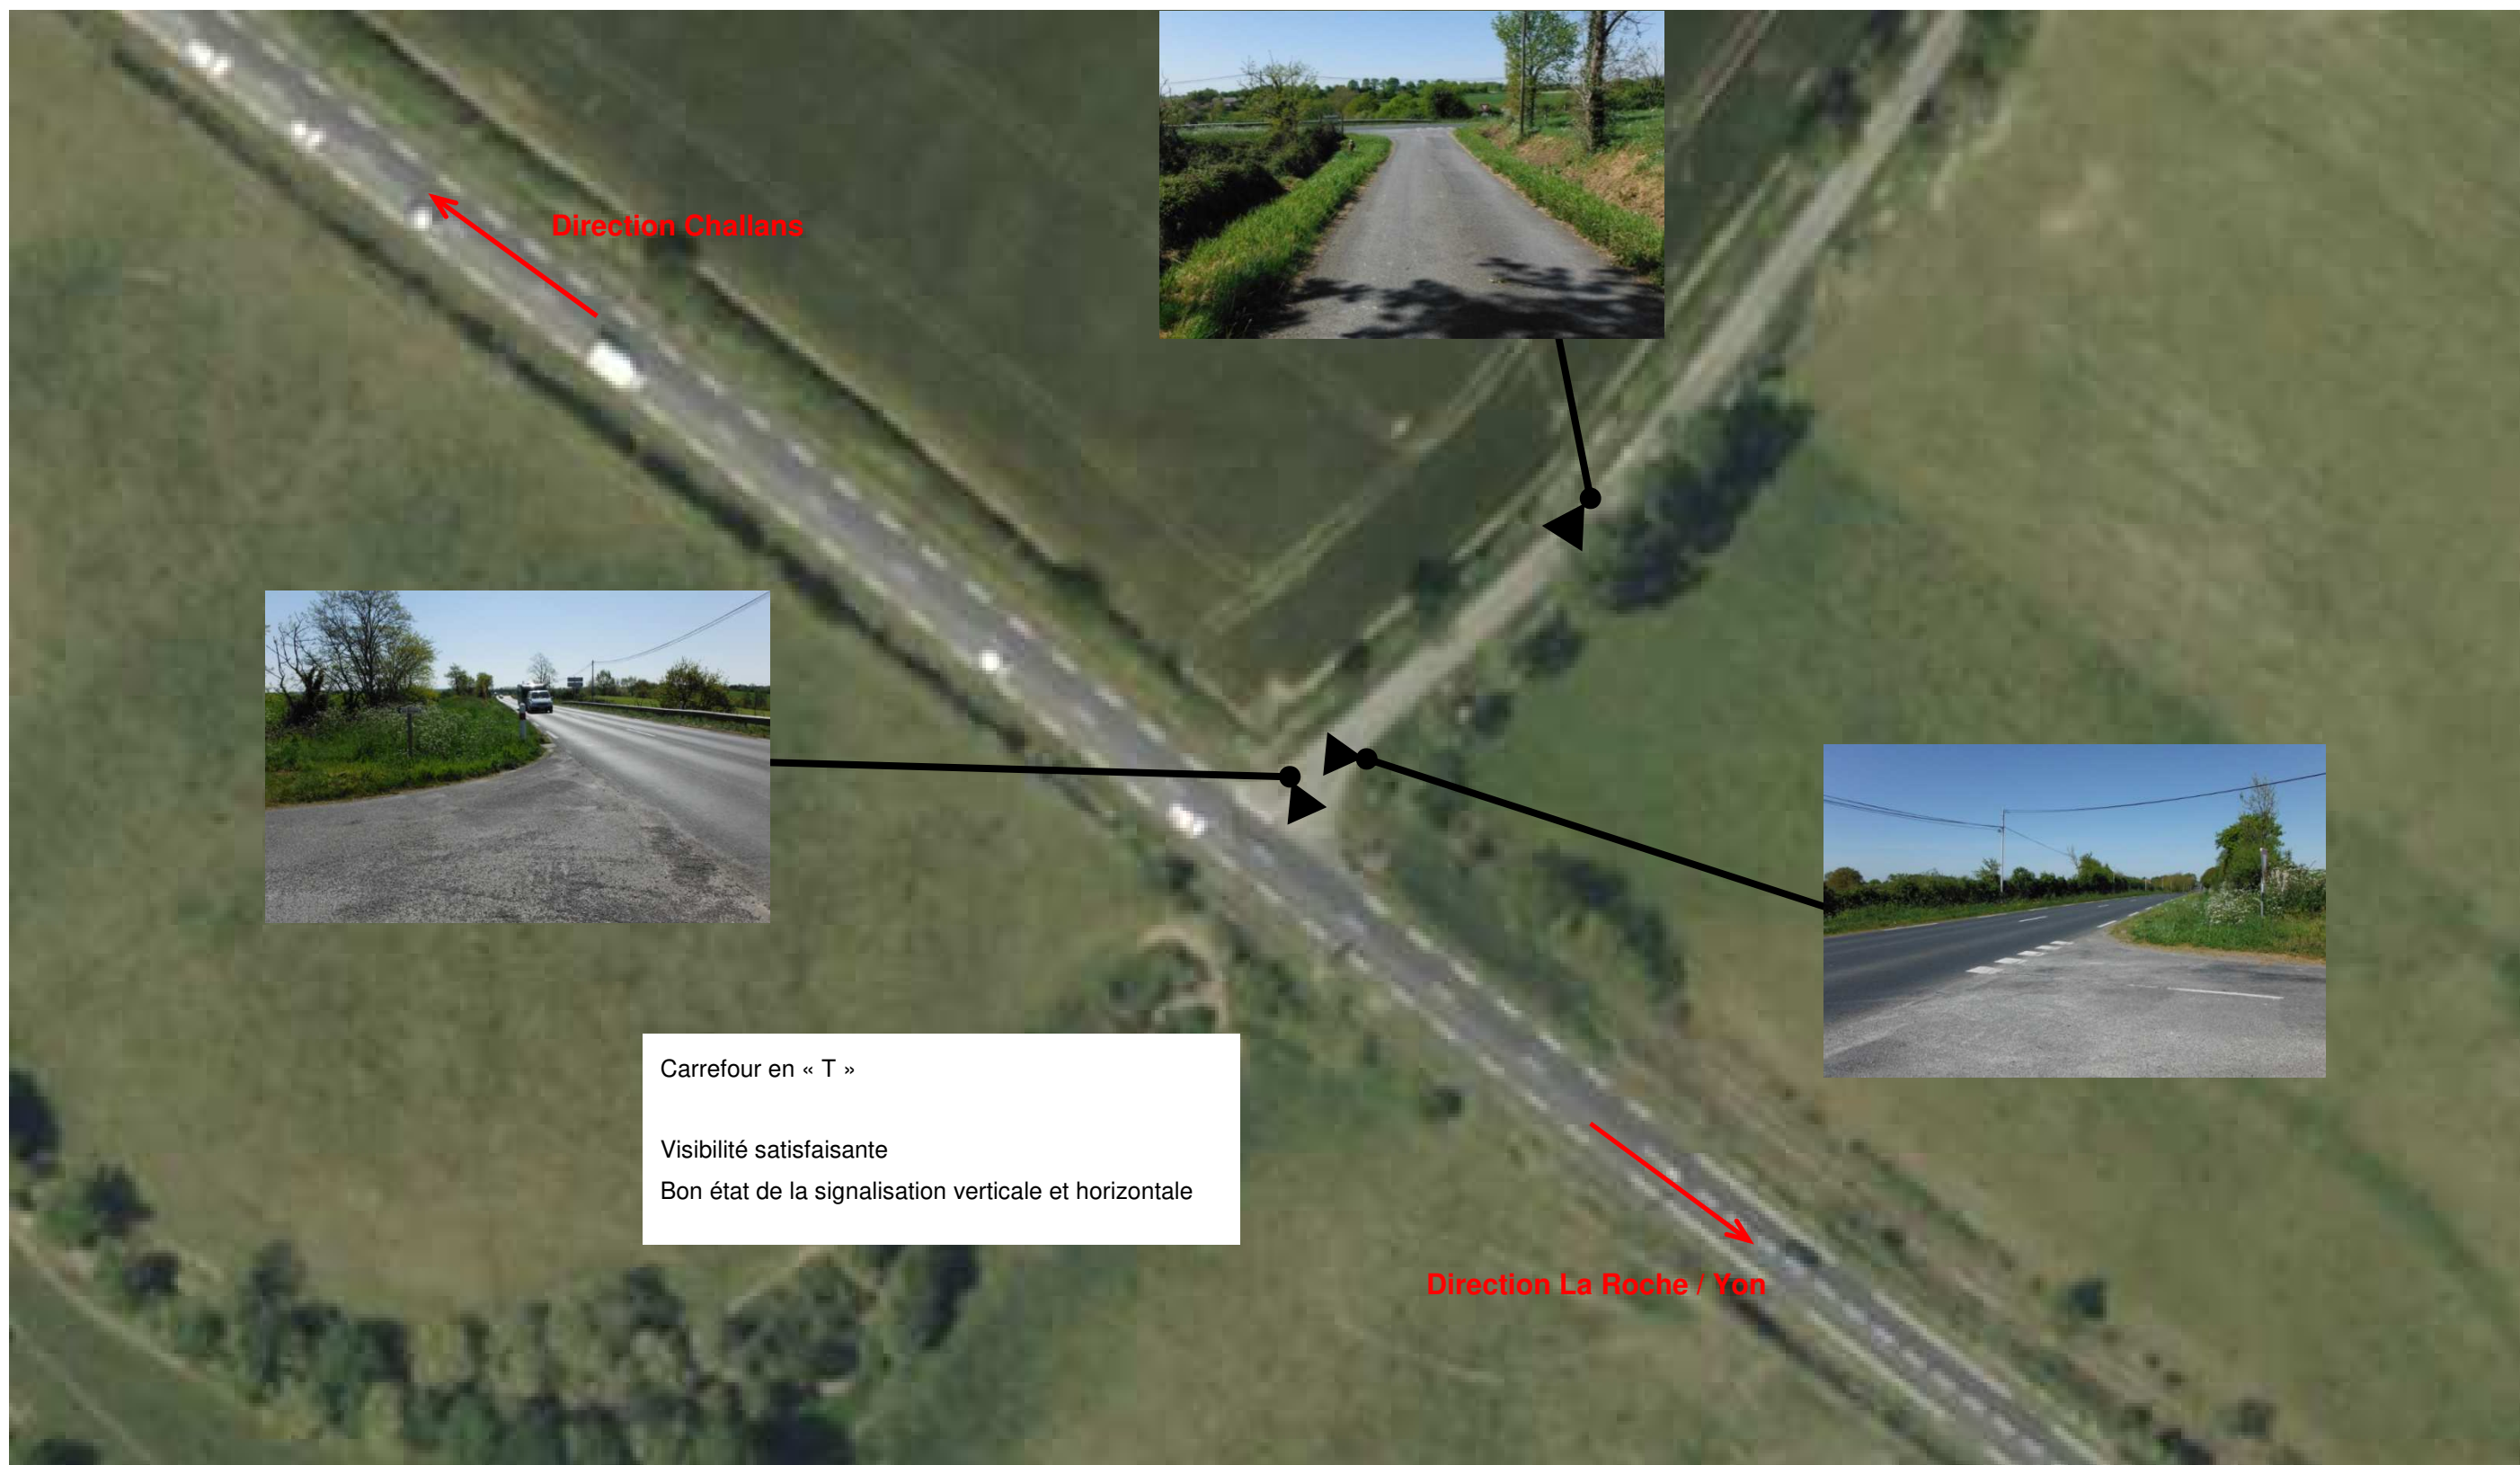 Direction Challans
Carrefour en « T »
Visibilité satisfaisante
Bon état de la signalisation verticale et horizontale
Direction La Roche / Yon